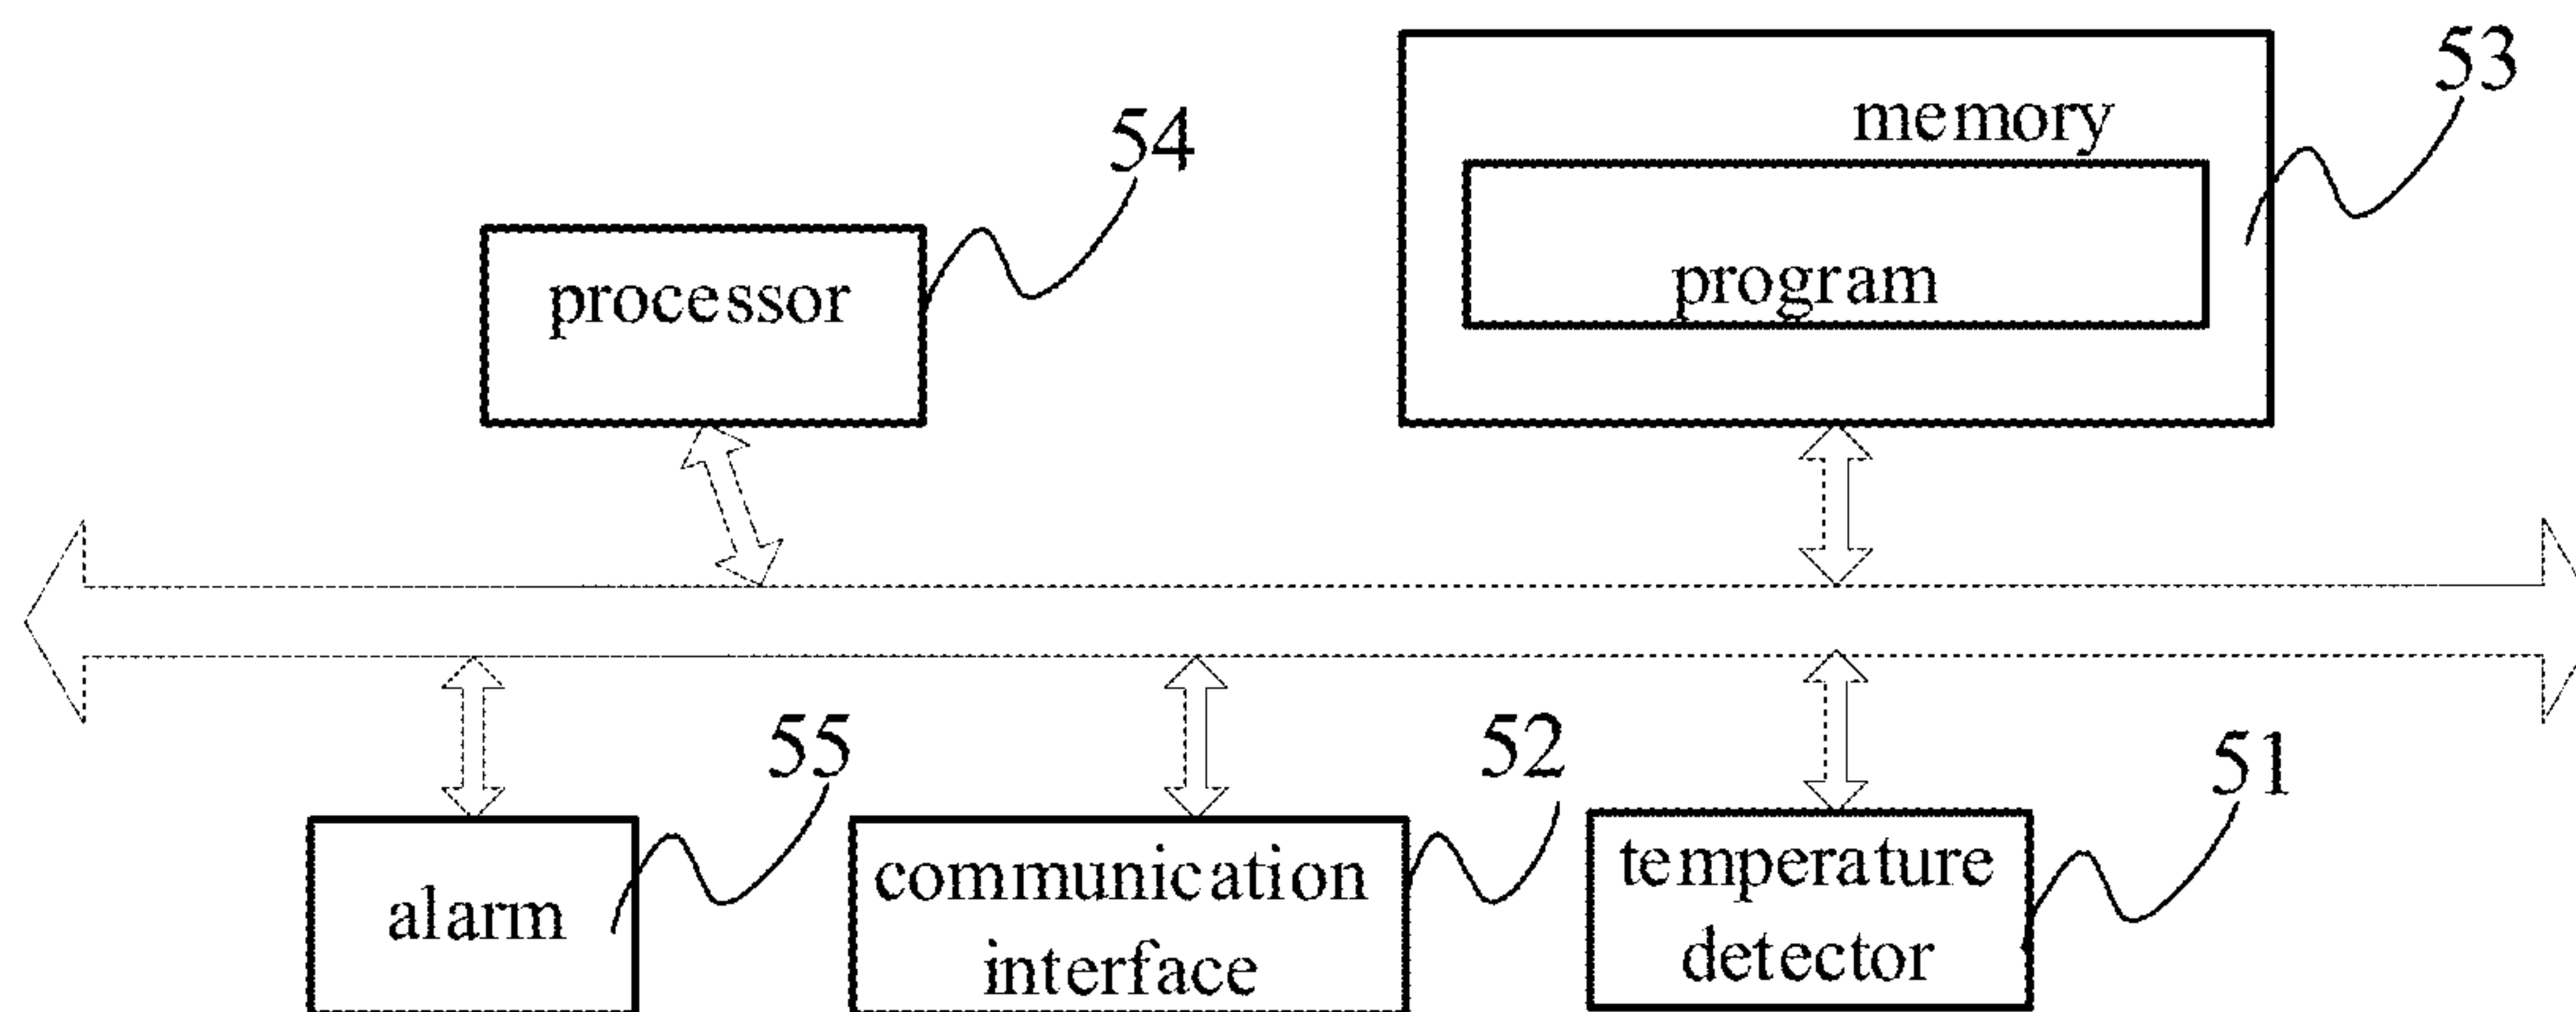 53
memory
54
program
processor
55
52
51
alarm
communication
interface
temperature
detector